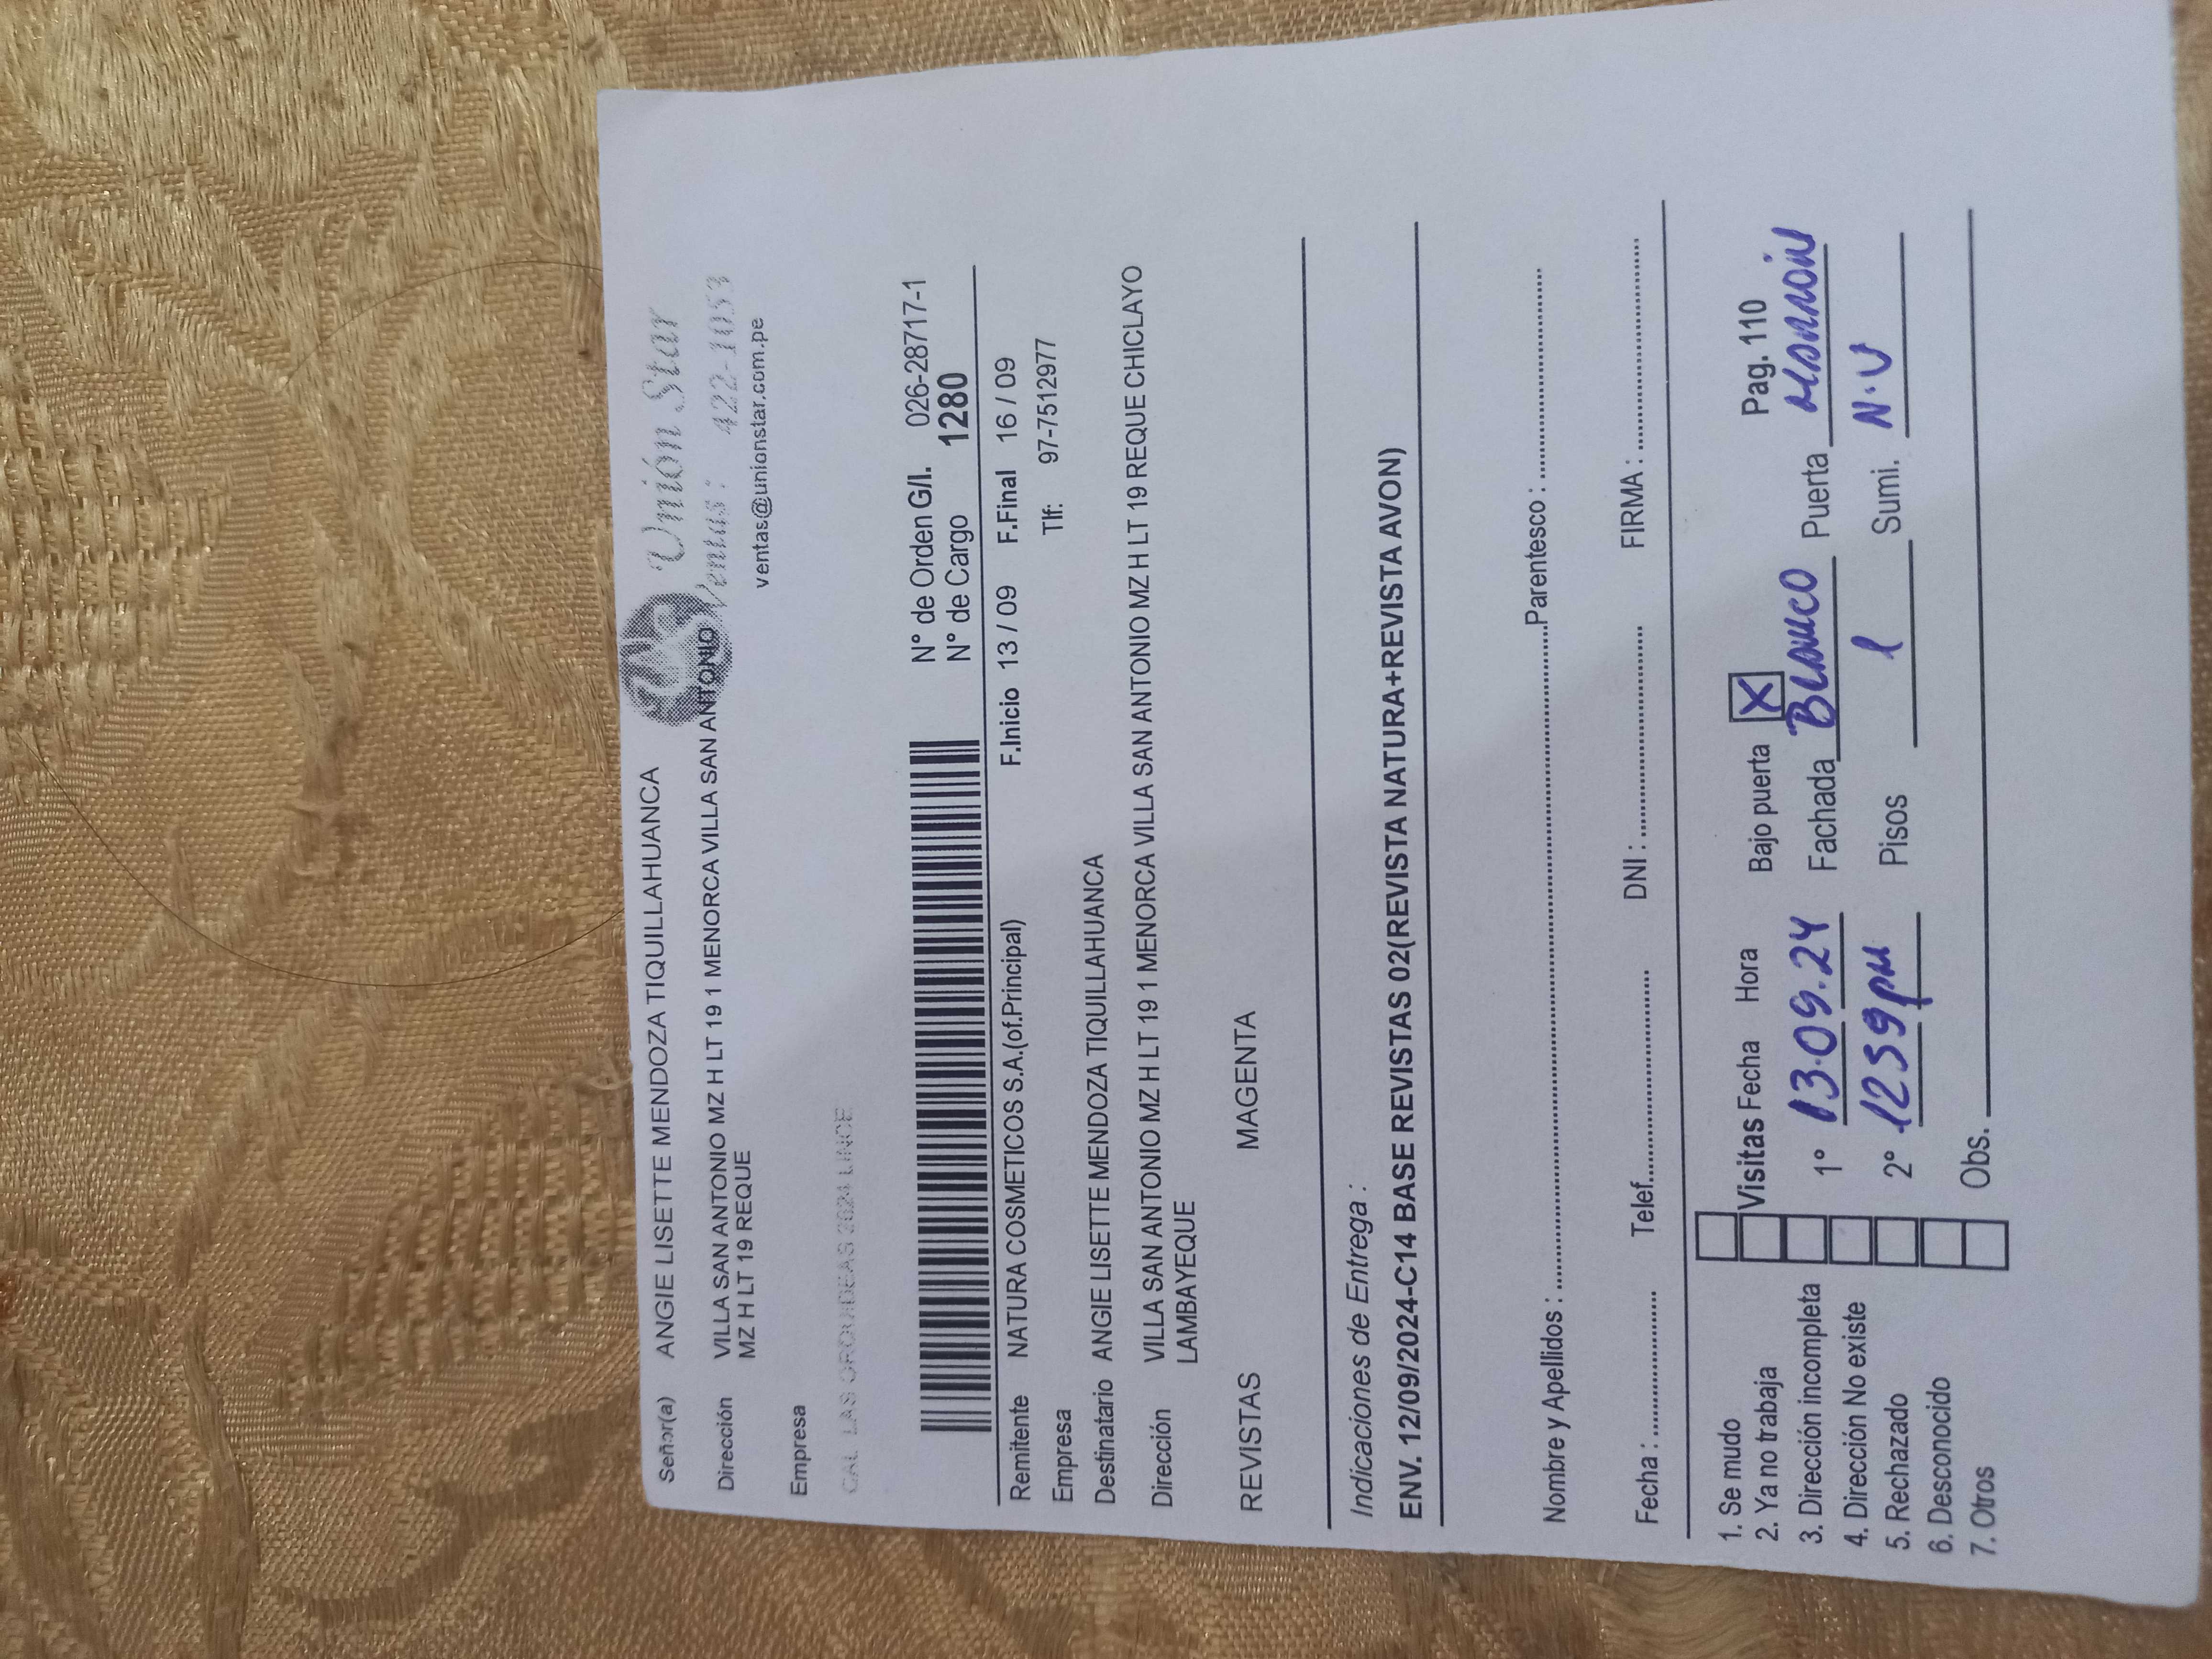 Señor(a) ANGIE LISETTE MENDOZA TIQUILLAHUANCA
Unión Star
Dirección VILLA SAN ANTONIO MZ H LT 19 1 MENORCA VILLA SAN ANTONIO
MZ H LT 19 REQUE
Ventas: 422-1053
ventas@unionstar.com.pe
Empresa
CAL LAS ORQUIDEAS 2624 LINCE
N° de Orden G/I. 026-28717-1
N° de Cargo 1280
Remitente NATURA COSMETICOS S.A.(of.Principal) F.Inicio 13 / 09 F.Final 16 / 09
Empresa Tlf: 97-7512977
Destinatario ANGIE LISETTE MENDOZA TIQUILLAHUANCA
Dirección VILLA SAN ANTONIO MZ H LT 19 1 MENORCA VILLA SAN ANTONIO MZ H LT 19 REQUE CHICLAYO
LAMBAYEQUE
REVISTAS MAGENTA
Indicaciones de Entrega :
ENV. 12/09/2024-C14 BASE REVISTAS 02(REVISTA NATURA+REVISTA AVON)
Nombre y Apellidos : Parentesco :
Fecha : Telef. DNI : FIRMA :
1. Se mudo
2. Ya no trabaja
3. Dirección incompleta
4. Dirección No existe
5. Rechazado
6. Desconocido
7. Otros
Visitas Fecha Hora Bajo puerta X Pag. 110
1° 13.09.24 Fachada Blanco Puerta Marron
2° 1259pm Pisos 1 Sumi. N.V
Obs.